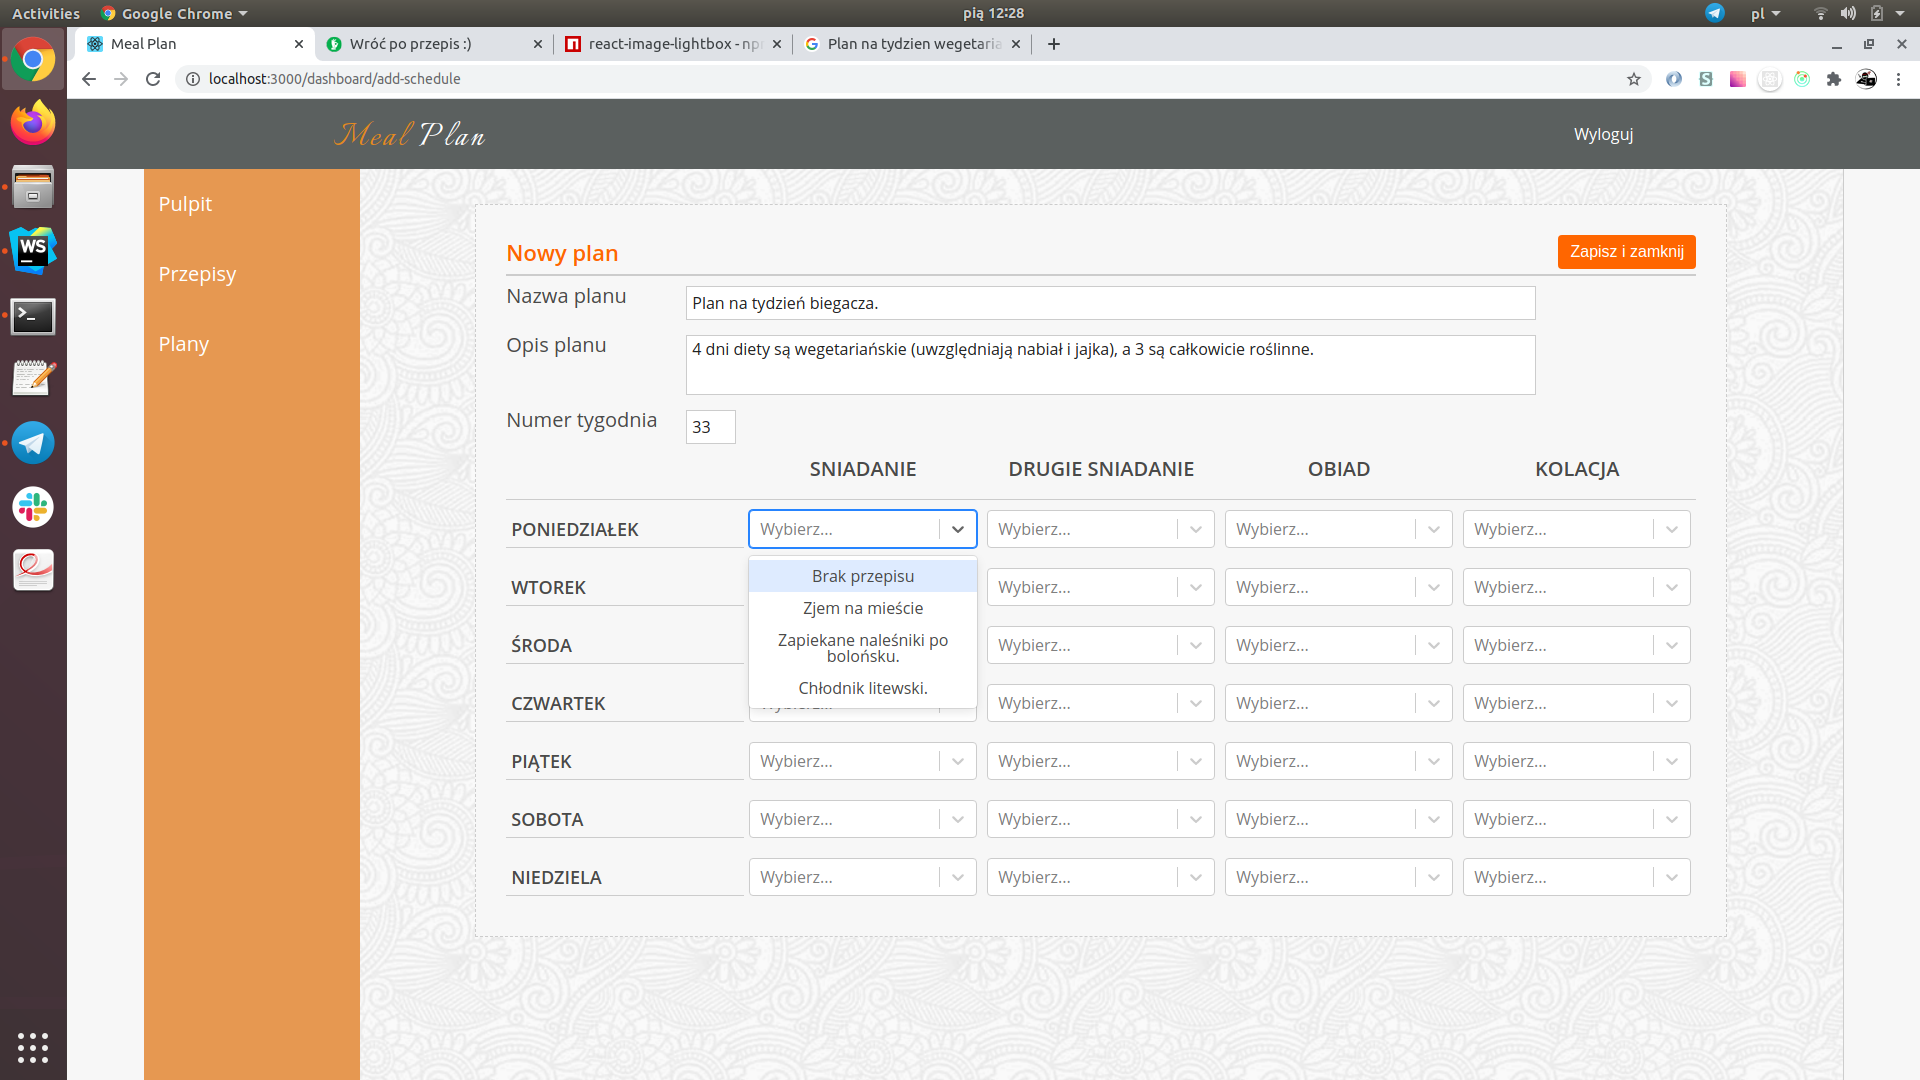 Activities Google Chrome pią 12:28 pl
Meal Plan Wróć po przepis :) react-image-lightbox - np Plan na tydzien wegetaria
localhost:3000/dashboard/add-schedule
Meal Plan Wyloguj
Pulpit
Przepisy
Plany
Nowy plan Zapisz i zamknij
Nazwa planu Plan na tydzień biegacza.
Opis planu 4 dni diety są wegetariańskie (uwzględniają nabiał i jajka), a 3 są całkowicie roślinne.
Numer tygodnia 33
SNIADANIE DRUGIE SNIADANIE OBIAD KOLACJA
PONIEDZIAŁEK Wybierz... Wybierz... Wybierz... Wybierz...
Brak przepisu
Zjem na mieście
Zapiekane naleśniki po
bolońsku.
Chłodnik litewski.
WTOREK Wybierz... Wybierz... Wybierz...
ŚRODA Wybierz... Wybierz... Wybierz...
CZWARTEK Wybierz... Wybierz... Wybierz...
PIĄTEK Wybierz... Wybierz... Wybierz... Wybierz...
SOBOTA Wybierz... Wybierz... Wybierz... Wybierz...
NIEDZIELA Wybierz... Wybierz... Wybierz... Wybierz...
WS